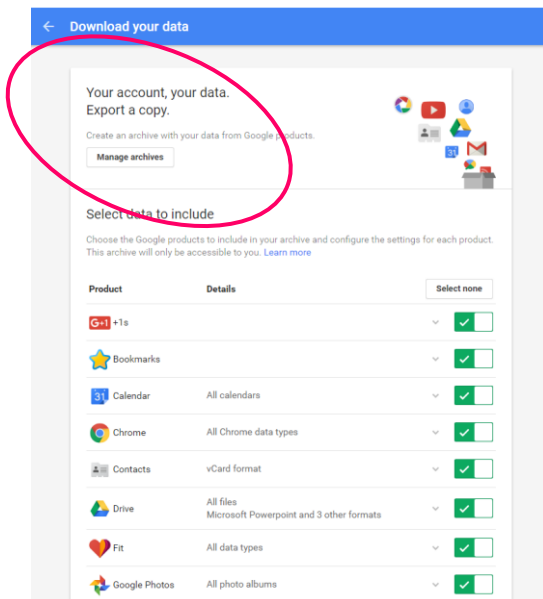 Download your data
Your account, your data.
Export a copy.
Create an archive with your data from Google products.
Manage archives
31
Select data to include
Choose the Google products to include in your archive and configure the settings for each product.
This archive will only be accessible to you. Learn more
Product Details Select none
G+1 +1s
Bookmarks
31 Calendar All calendars
Chrome All Chrome data types
Contacts vCard format
Drive All files
Microsoft Powerpoint and 3 other formats
Fit All data types
Google Photos All photo albums